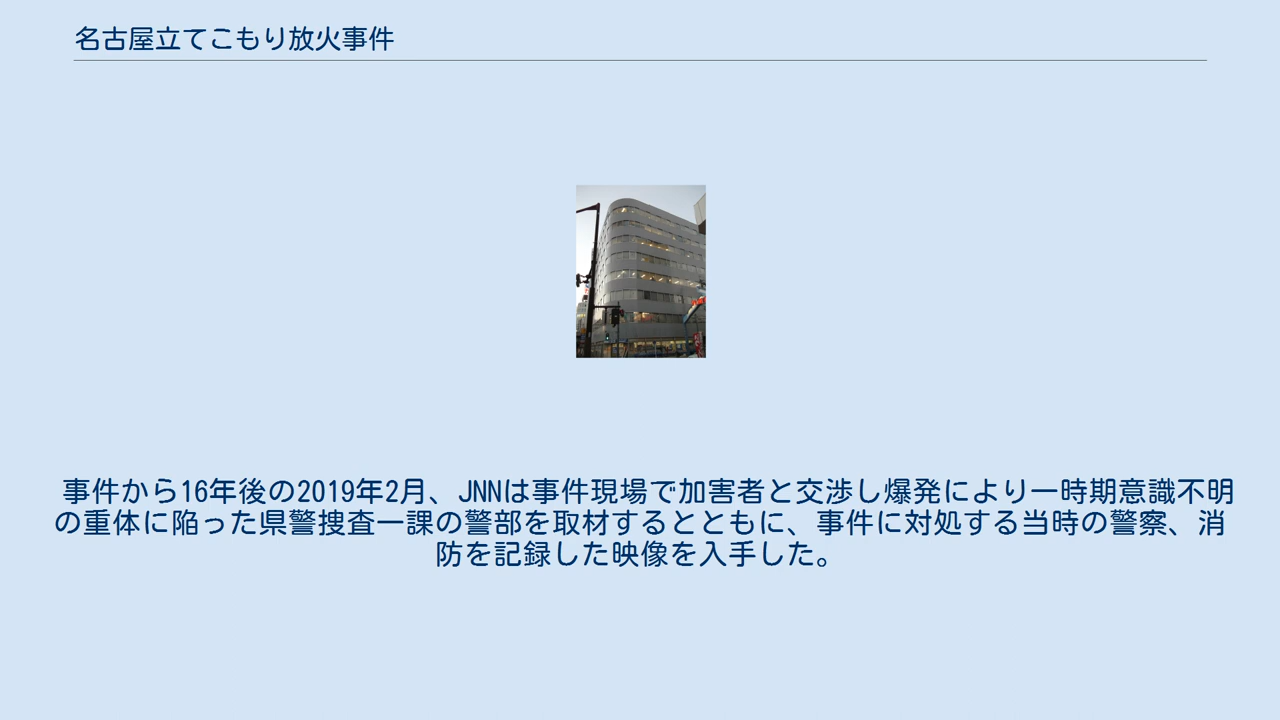 名古屋立てこもり放火事件
事件から16年後の2019年2月、JNNは事件現場で加害者と交渉し爆発により一時期意識不明
の重体に陥った県警捜査一課の警部を取材するとともに、事件に対処する当時の警察、消
防を記録した映像を入手した。